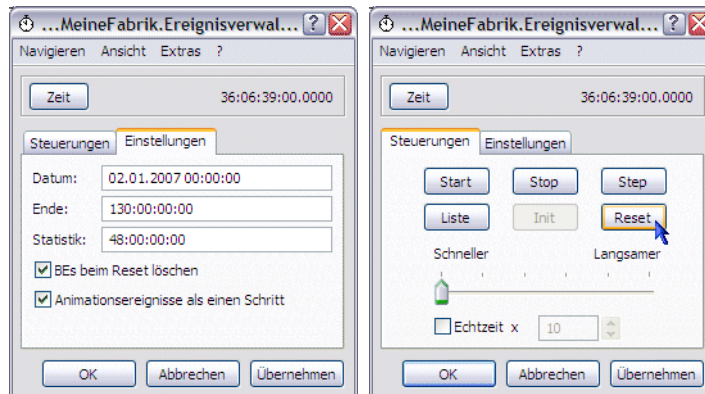 ...MeineFabrik.Ereignisverwal... ?
Navigieren Ansicht Extras ?
Zeit 36:06:39:00.0000
Steuerungen Einstellungen
Datum: 02.01.2007 00:00:00
Ende: 130:00:00:00
Statistik: 48:00:00:00
BEs beim Reset löschen
Animationsereignisse als einen Schritt
OK Abbrechen Übernehmen
...MeineFabrik.Ereignisverwal... ?
Navigieren Ansicht Extras ?
Zeit 36:06:39:00.0000
Steuerungen Einstellungen
Start Stop Step
Liste Init Reset
Schneller Langsamer
Echtzeit x 10
OK Abbrechen Übernehmen